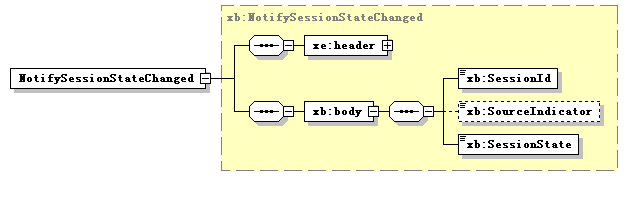 xb:NotifySessionStateChanged
xe:header
NotifySessionStateChanged
xb:SessionId
xb:body
xb:SourceIndicator
xb:SessionState